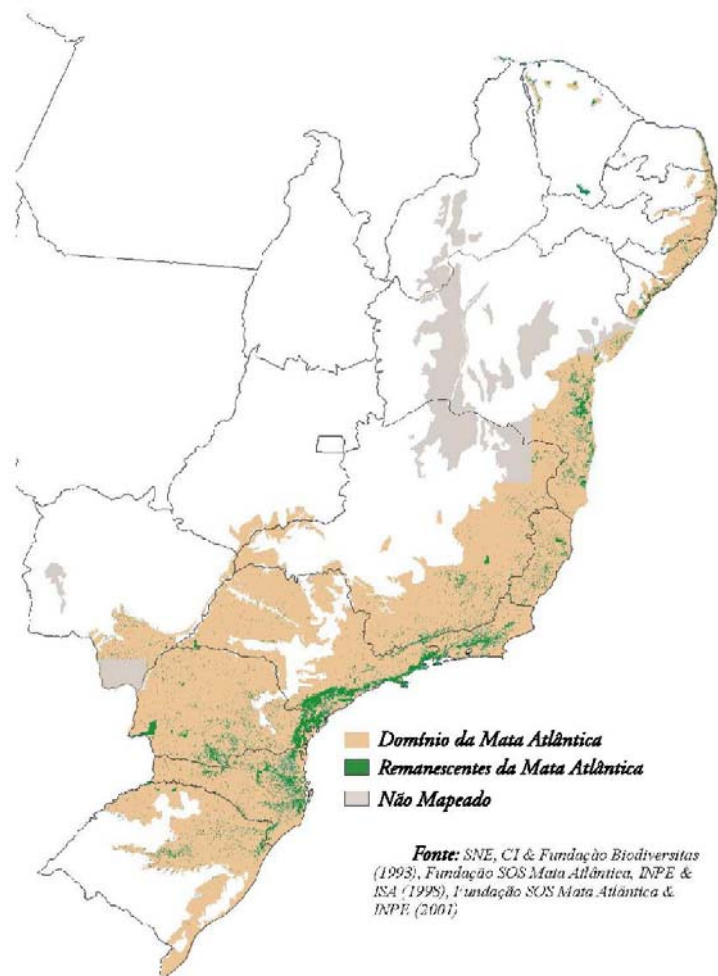 Domínio da Mata Atlântica
Remanescentes da Mata Atlântica
Não Mapeado
Fonte: SNE, CI & Fundação Biodiversitas
(1993), Fundação SOS Mata Atlântica, INPE &
ISA (1998), Fundação SOS Mata Atlântica &
INPE (2001)